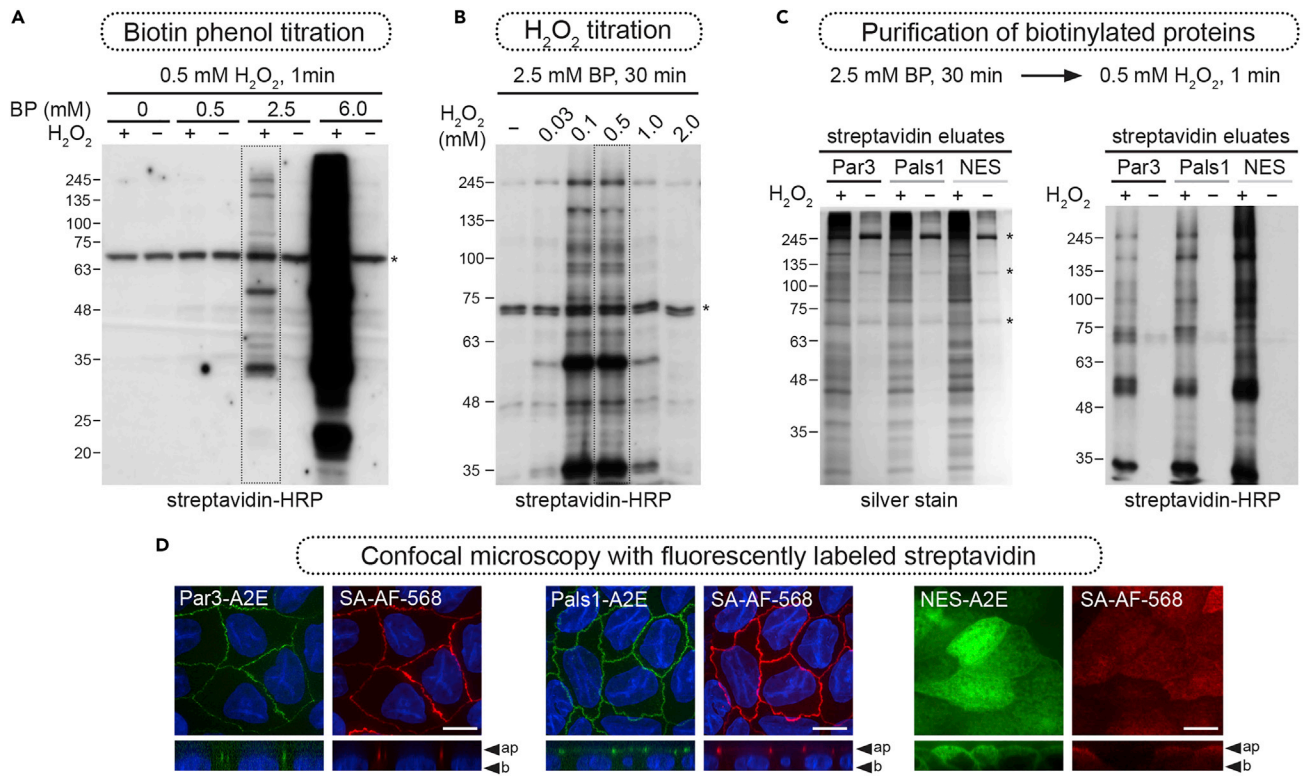 A
Biotin phenol titration
0.5 mM H₂O₂, 1min
BP (mM) 0 0.5 2.5 6.0
H₂O₂ + − + − + − + −
245
135
100
75
63
*
48
35
25
20
streptavidin-HRP
B
H₂O₂ titration
2.5 mM BP, 30 min
H₂O₂ (mM) − 0.03 0.1 0.5 1.0 2.0
245
135
100
75
*
63
48
35
streptavidin-HRP
C
Purification of biotinylated proteins
2.5 mM BP, 30 min → 0.5 mM H₂O₂, 1 min
streptavidin eluates
Par3 Pals1 NES
H₂O₂ + − + − + −
245 *
135 *
100
75 *
63
48
35
silver stain
streptavidin eluates
Par3 Pals1 NES
H₂O₂ + − + − + −
245
135
100
75
63
48
35
streptavidin-HRP
D
Confocal microscopy with fluorescently labeled streptavidin
Par3-A2E SA-AF-568
ap
b
Pals1-A2E SA-AF-568
ap
b
NES-A2E SA-AF-568
ap
b